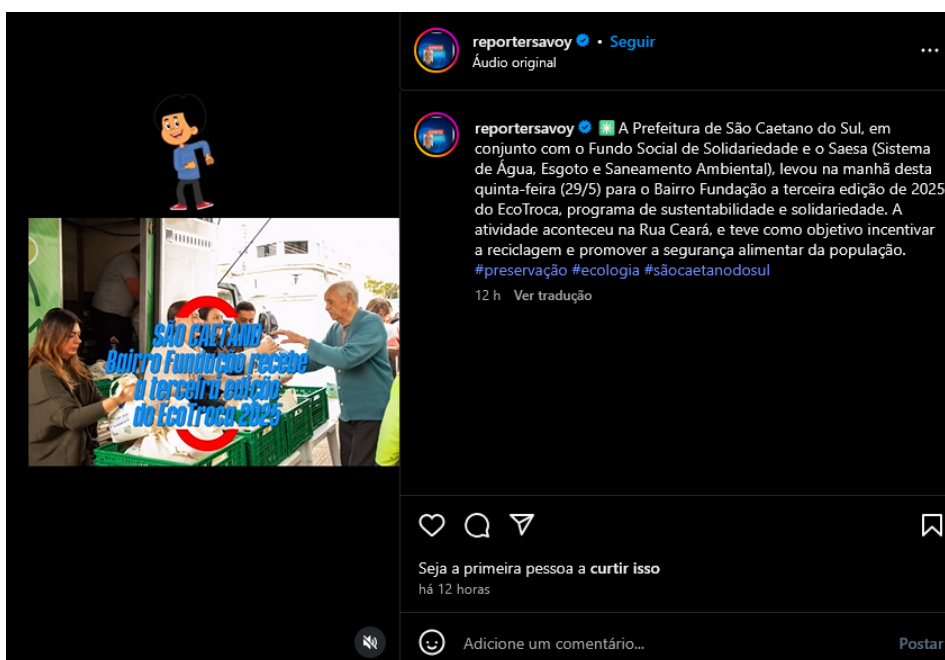 reportersavoy • Seguir
Áudio original
reportersavoy ✳️ A Prefeitura de São Caetano do Sul, em
conjunto com o Fundo Social de Solidariedade e o Saesa (Sistema
de Água, Esgoto e Saneamento Ambiental), levou na manhã desta
quinta-feira (29/5) para o Bairro Fundação a terceira edição de 2025
do EcoTroca, programa de sustentabilidade e solidariedade. A
atividade aconteceu na Rua Ceará, e teve como objetivo incentivar
a reciclagem e promover a segurança alimentar da população.
#preservação #ecologia #sãocaetanodosul
12 h Ver tradução
SÃO CAETANO
Bairro Fundação recebe
a terceira edição
do EcoTroca 2025
Seja a primeira pessoa a curtir isso
há 12 horas
Adicione um comentário...
Postar